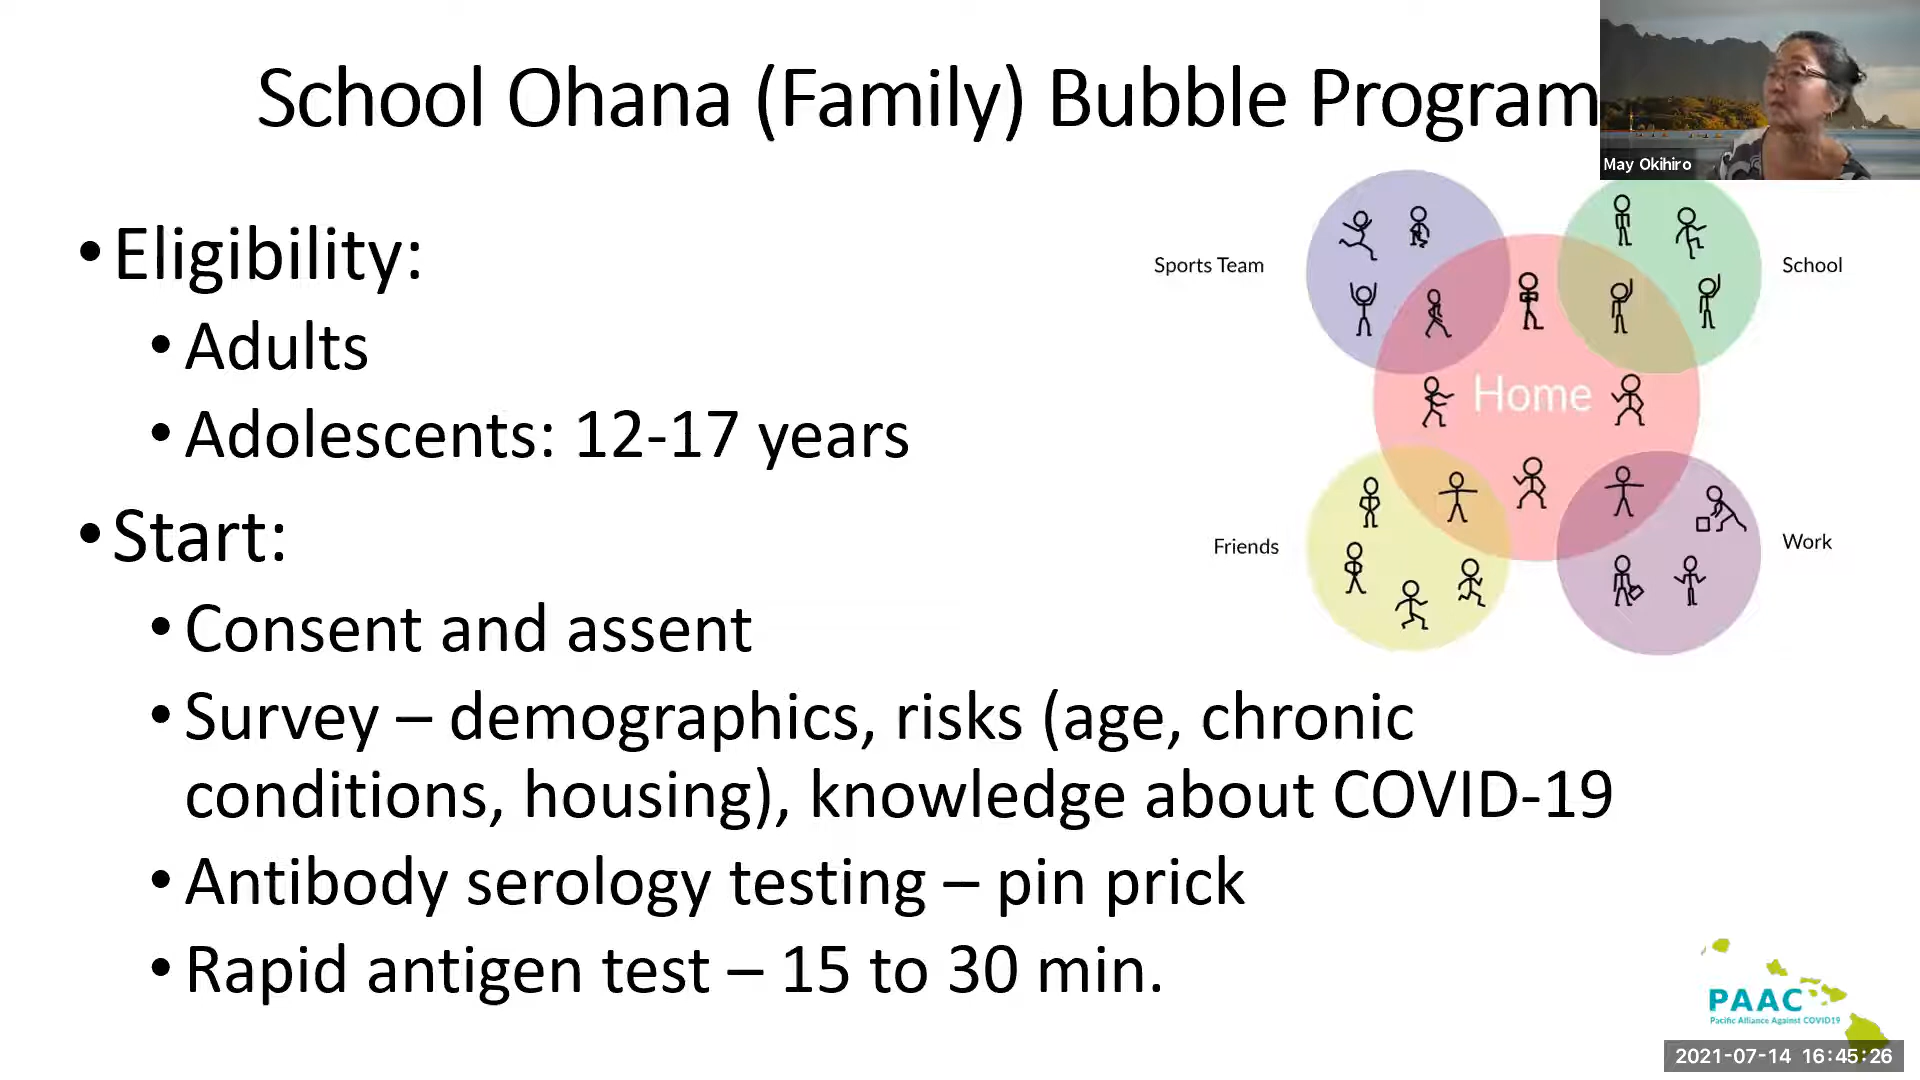 School Ohana (Family) Bubble Program
May Okihiro
• Eligibility:
• Adults
• Adolescents: 12-17 years
• Start:
• Consent and assent
• Survey – demographics, risks (age, chronic
conditions, housing), knowledge about COVID-19
• Antibody serology testing – pin prick
• Rapid antigen test – 15 to 30 min.
Sports Team
School
Home
Friends
Work
PAAC
Pacific Alliance Against COVID19
2021-07-14 16:45:26